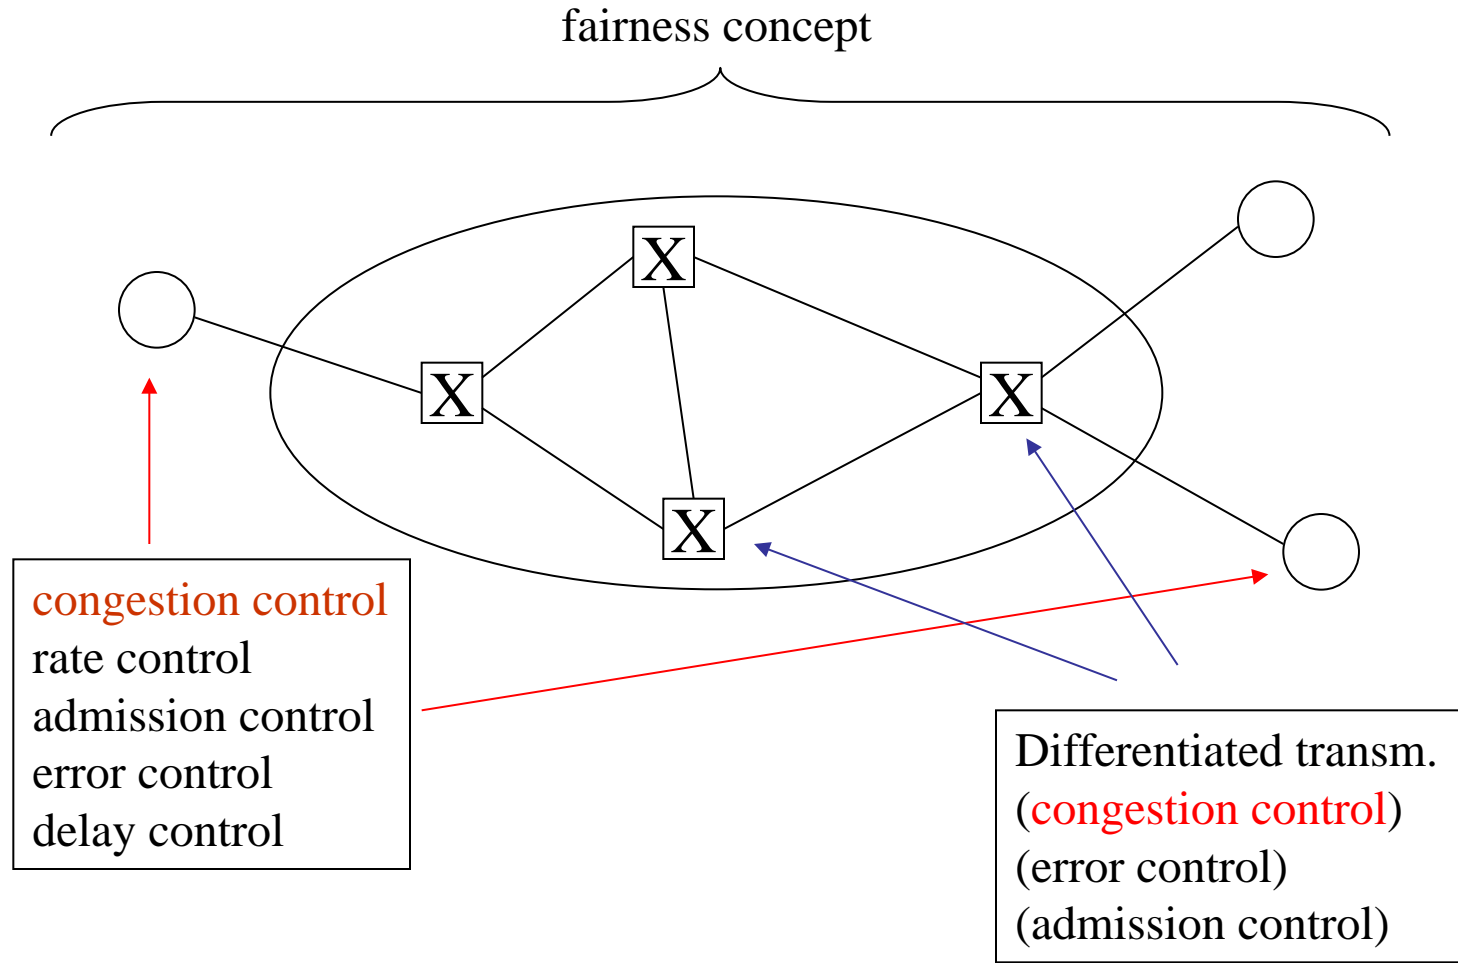 fairness concept
X
X
X
X
congestion control
rate control
admission control
error control
delay control
Differentiated transm.
(congestion control)
(error control)
(admission control)